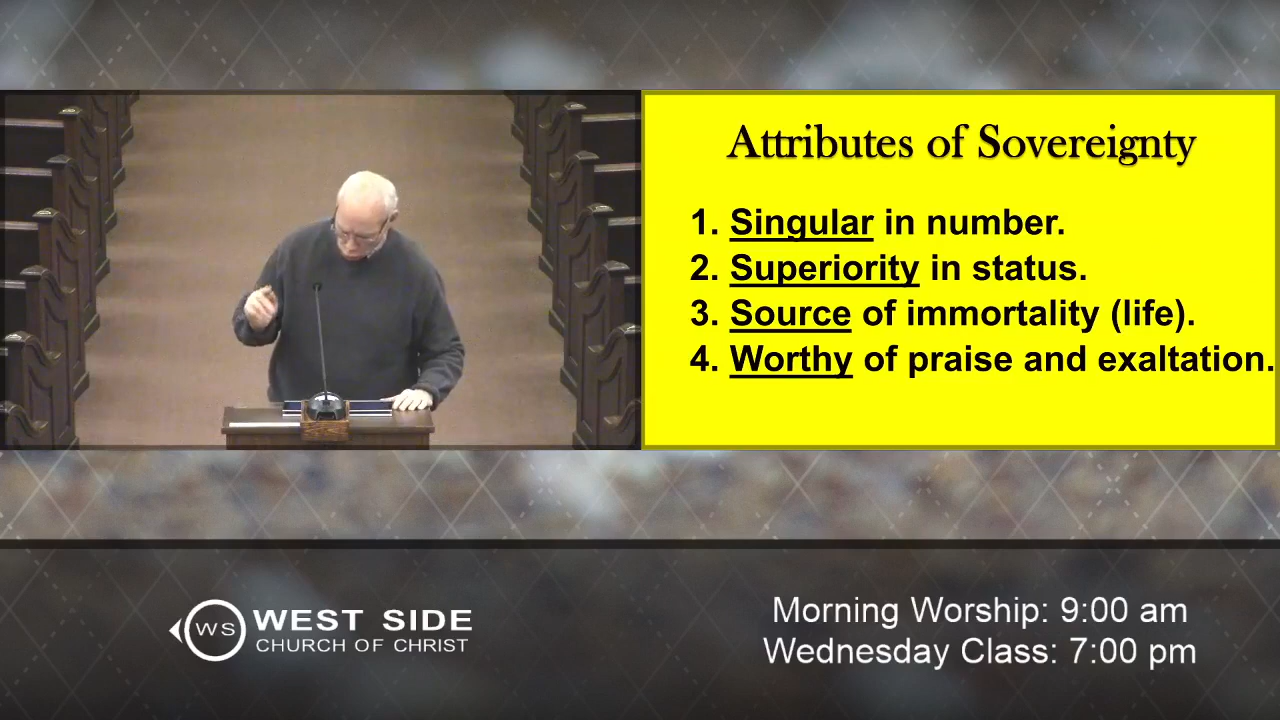 Attributes of Sovereignty
1. Singular in number.
2. Superiority in status.
3. Source of immortality (life).
4. Worthy of praise and exaltation.
WS
WEST SIDE
CHURCH OF CHRIST
Morning Worship: 9:00 am
Wednesday Class: 7:00 pm